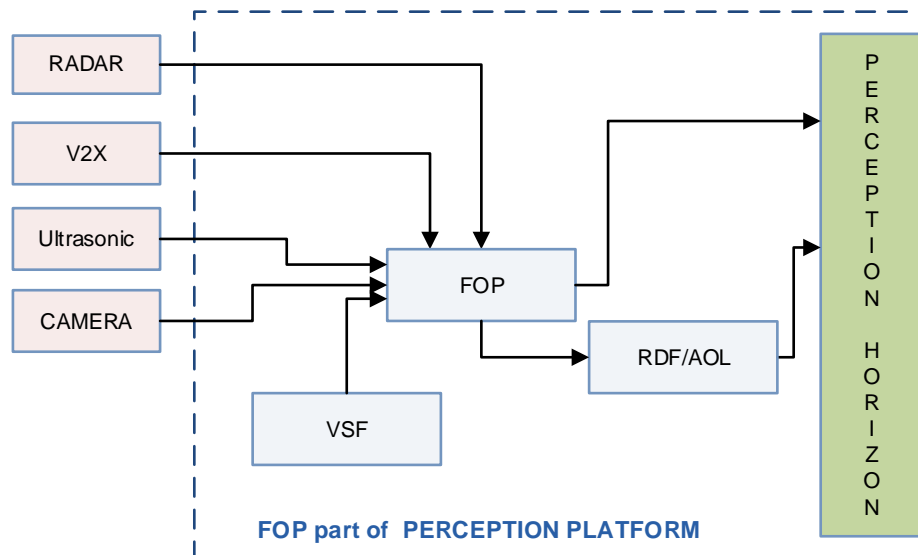 RADAR
V2X
Ultrasonic
CAMERA
FOP
RDF/AOL
VSF
FOP part of PERCEPTION PLATFORM
P
E
R
C
E
P
T
I
O
N
H
O
R
I
Z
O
N